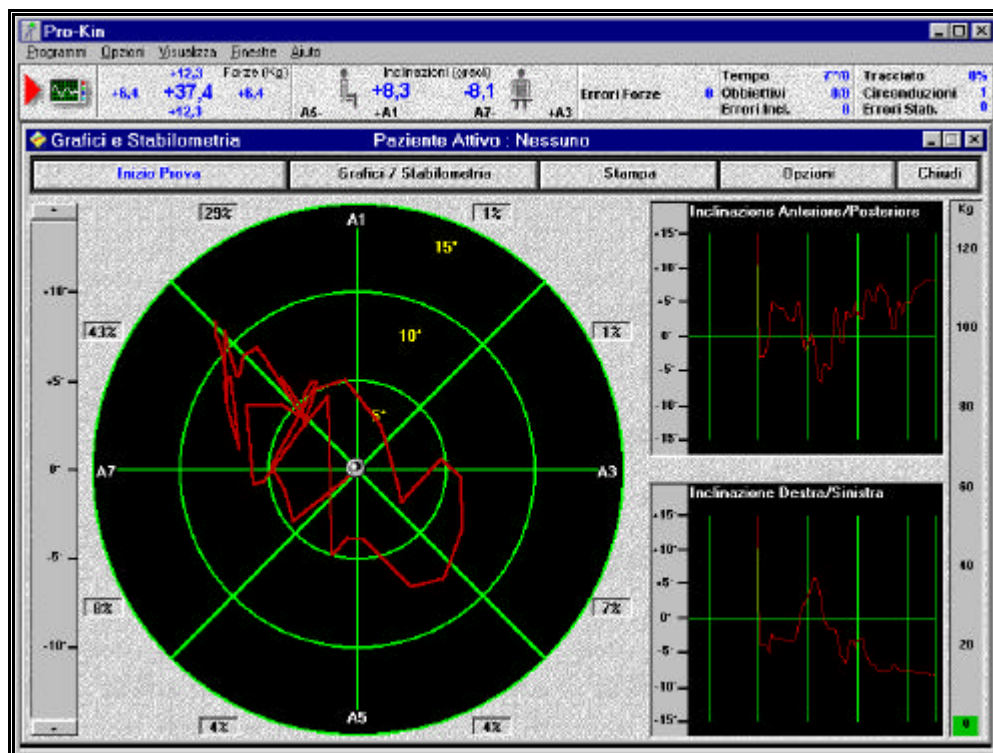 Pro-Kin
Programmi Opzioni Visualizza Finestre Aiuto
+12,3 Forze (Kg)
+6,4 +37,4 +6,4
+12,3
Inclinazioni (gradi)
+8,3 -8,1
A5- +A1 A7- +A3
Errori Forze 0
Tempo
Obbiettivi 0/0
Errori Incl. 0
Tracciato 0%
Circonduzioni 1
Errori Stab. 0
Grafici e Stabilometria Paziente Attivo : Nessuno
Inizio Prova Grafici / Stabilometria Stampa Opzioni Chiudi
29% A1 1%
15°
+10°
43% 10° 1%
+5°
5°
0° A7 A3
-5°
8% 7%
-10°
4% A5 4%
Inclinazione Anteriore/Posteriore
+15°
+10°
+5°
0°
-5°
-10°
-15°
Inclinazione Destra/Sinistra
+15°
+10°
+5°
0°
-5°
-10°
-15°
Kg
120
100
80
60
40
20
0